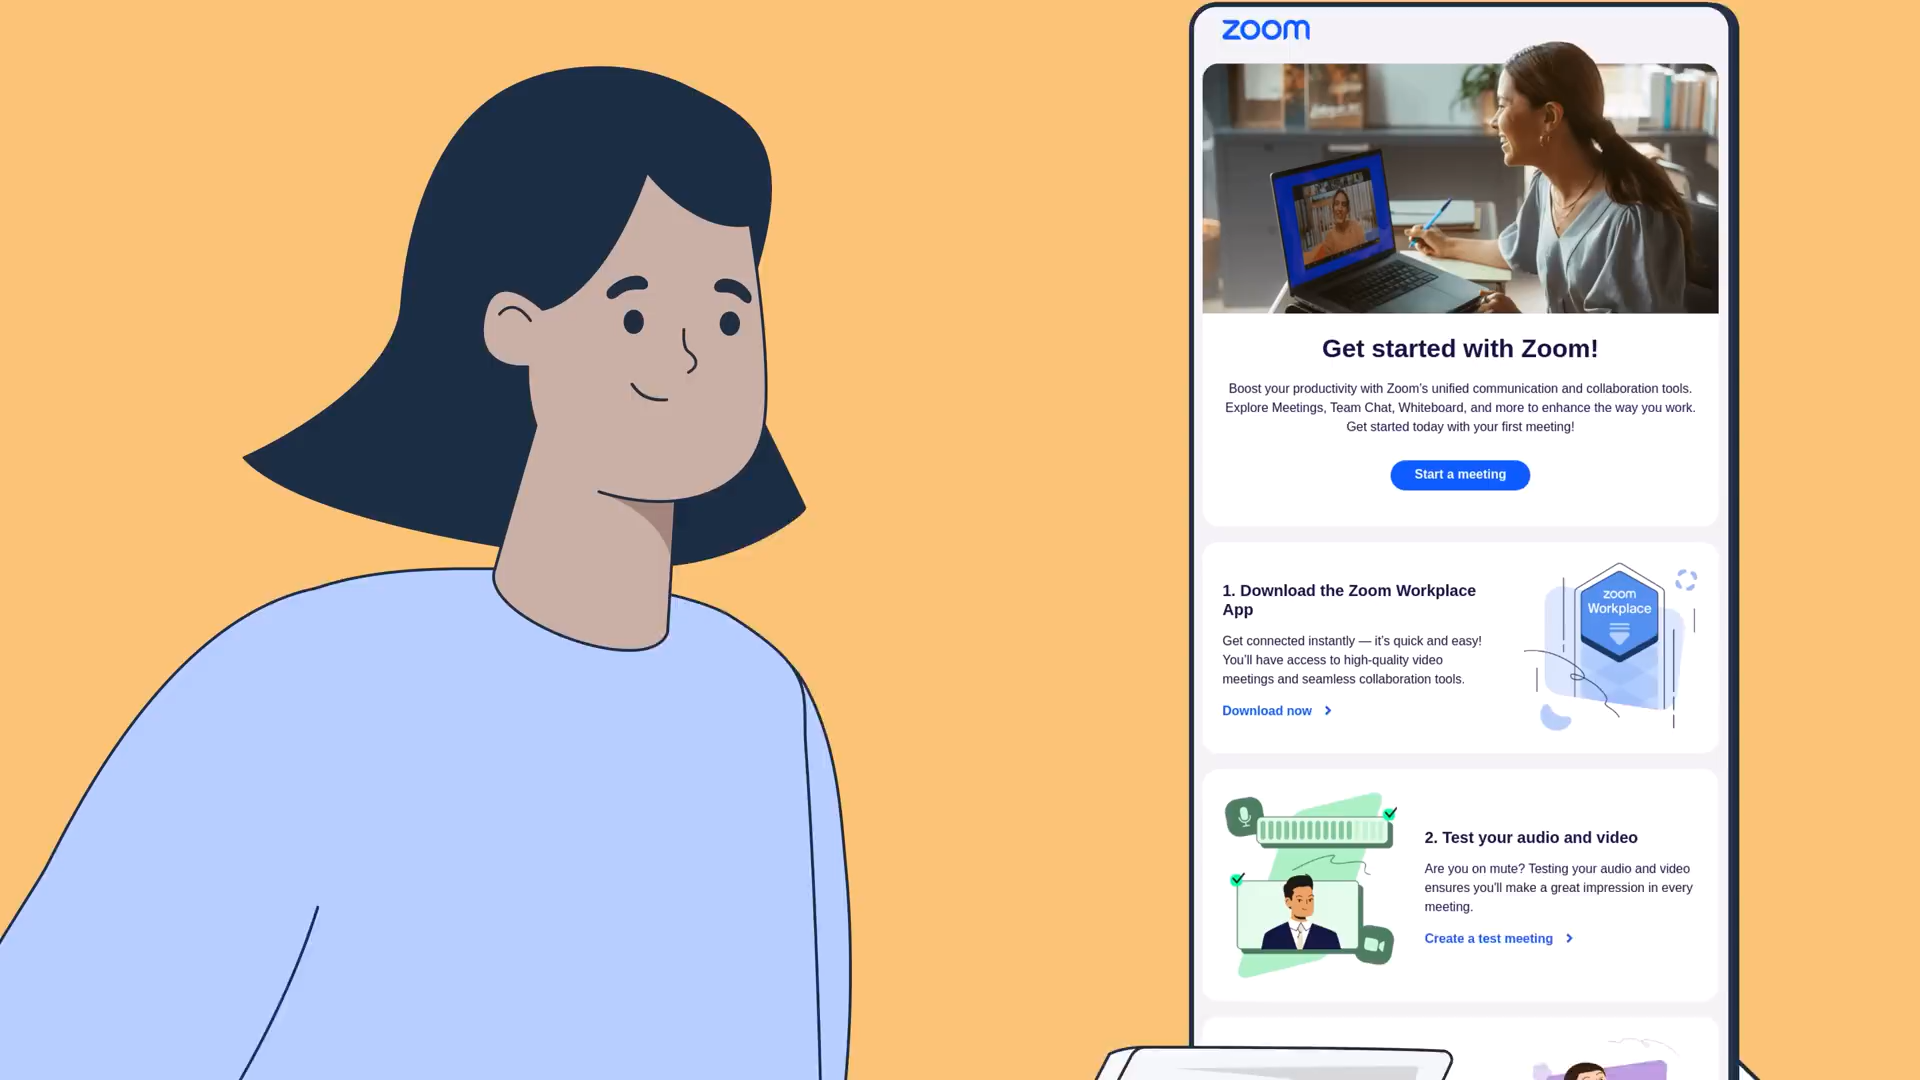 zoom
Get started with Zoom!
Boost your productivity with Zoom's unified communication and collaboration tools.
Explore Meetings, Team Chat, Whiteboard, and more to enhance the way you work.
Get started today with your first meeting!
Start a meeting
1. Download the Zoom Workplace
App
Get connected instantly — it's quick and easy!
You'll have access to high-quality video
meetings and seamless collaboration tools.
Download now
zoom
Workplace
2. Test your audio and video
Are you on mute? Testing your audio and video
ensures you'll make a great impression in every
meeting.
Create a test meeting